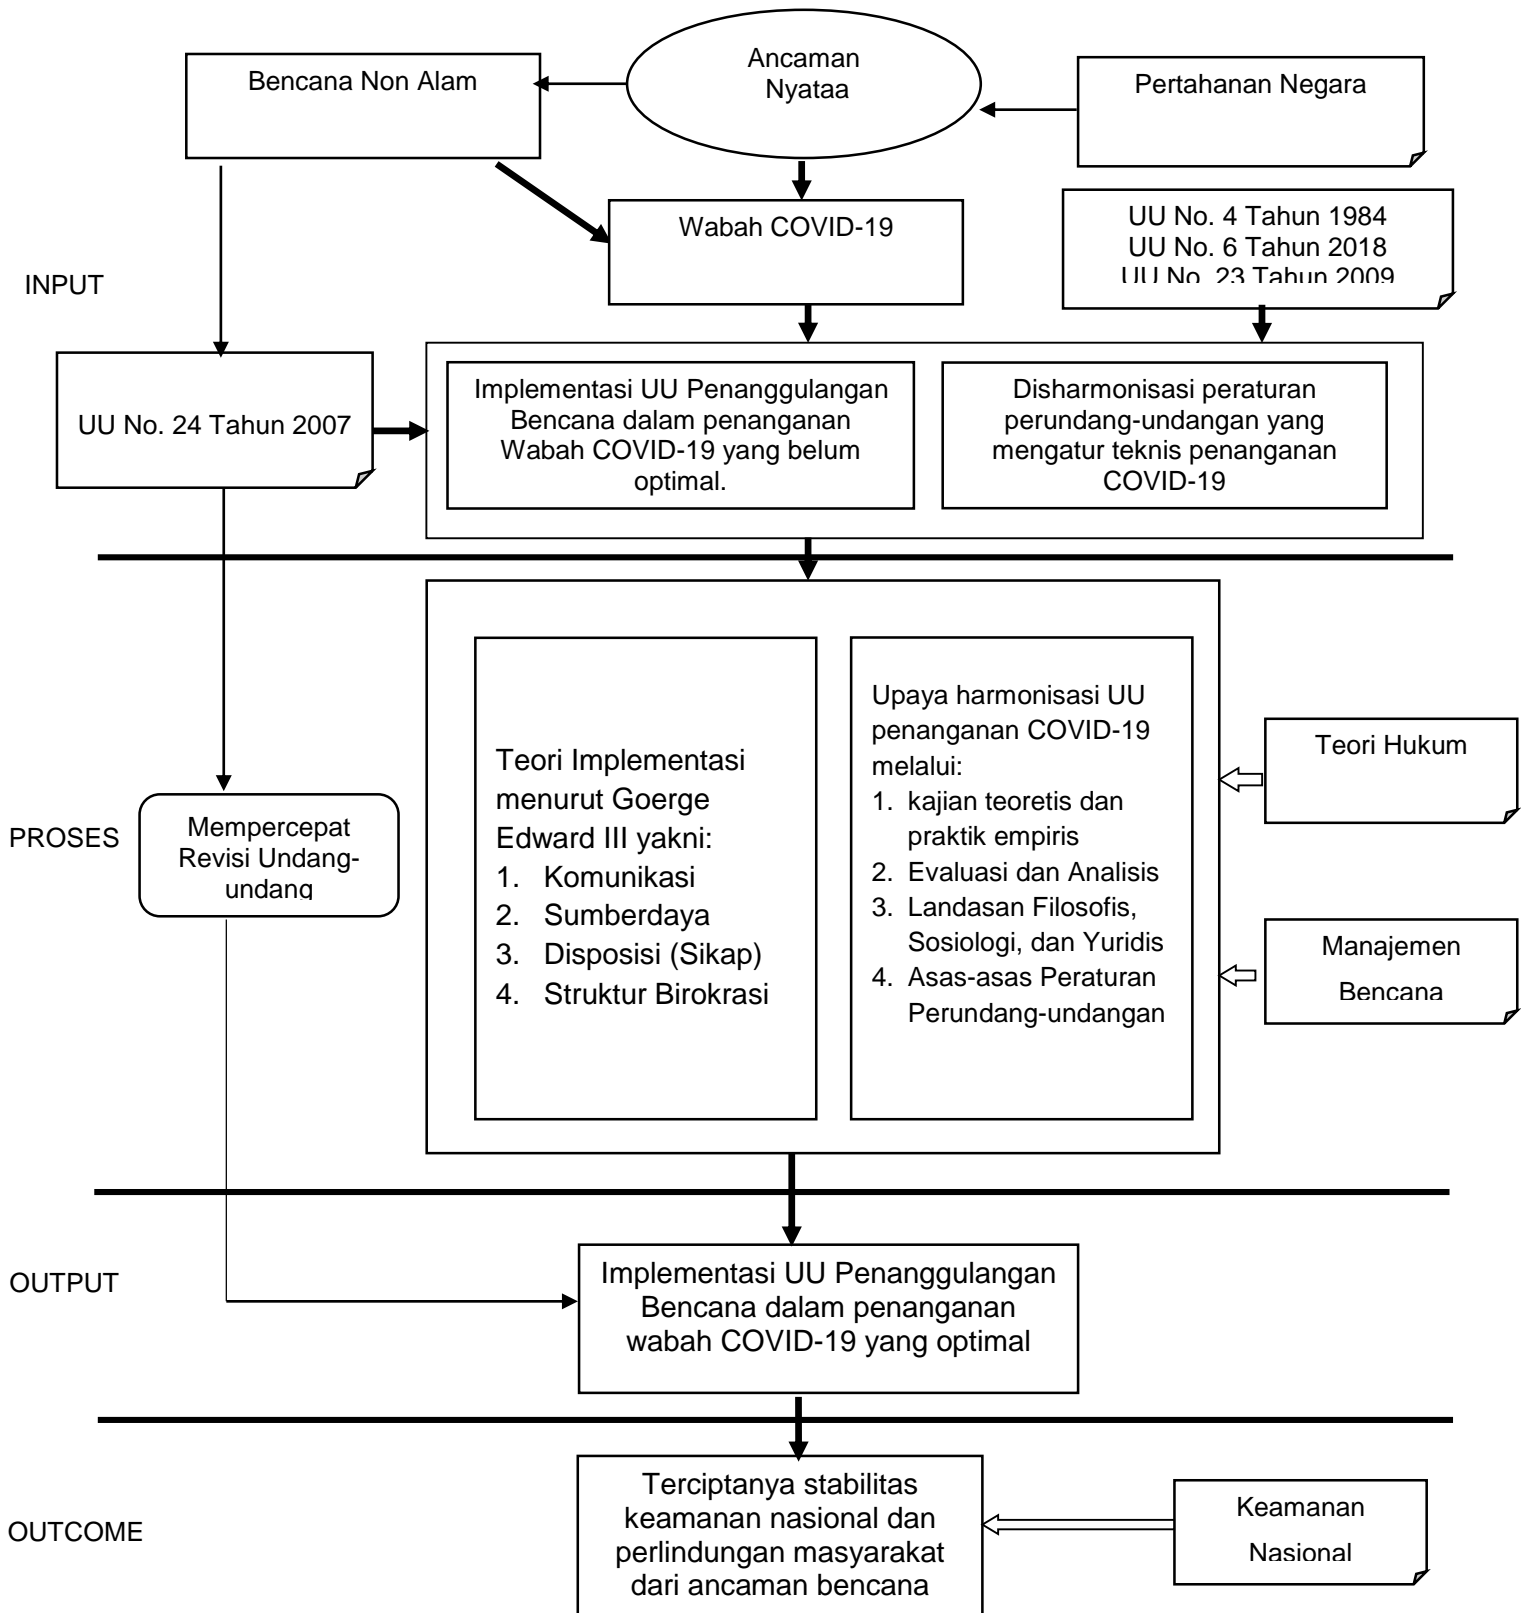 Ancaman
Nyataa
Bencana Non Alam
Pertahanan Negara
Wabah COVID-19
UU No. 4 Tahun 1984
UU No. 6 Tahun 2018
UU No. 23 Tahun 2009
INPUT
UU No. 24 Tahun 2007
Implementasi UU Penanggulangan
Bencana dalam penanganan
Wabah COVID-19 yang belum
optimal.
Disharmonisasi peraturan
perundang-undangan yang
mengatur teknis penanganan
COVID-19
PROSES
Mempercepat
Revisi Undang-
undang
Teori Implementasi
menurut Goerge
Edward III yakni:
1. Komunikasi
2. Sumberdaya
3. Disposisi (Sikap)
4. Struktur Birokrasi
Upaya harmonisasi UU
penanganan COVID-19
melalui:
1. kajian teoretis dan
praktik empiris
2. Evaluasi dan Analisis
3. Landasan Filosofis,
Sosiologi, dan Yuridis
4. Asas-asas Peraturan
Perundang-undangan
Teori Hukum
Manajemen
Bencana
OUTPUT
Implementasi UU Penanggulangan
Bencana dalam penanganan
wabah COVID-19 yang optimal
OUTCOME
Terciptanya stabilitas
keamanan nasional dan
perlindungan masyarakat
dari ancaman bencana
Keamanan
Nasional